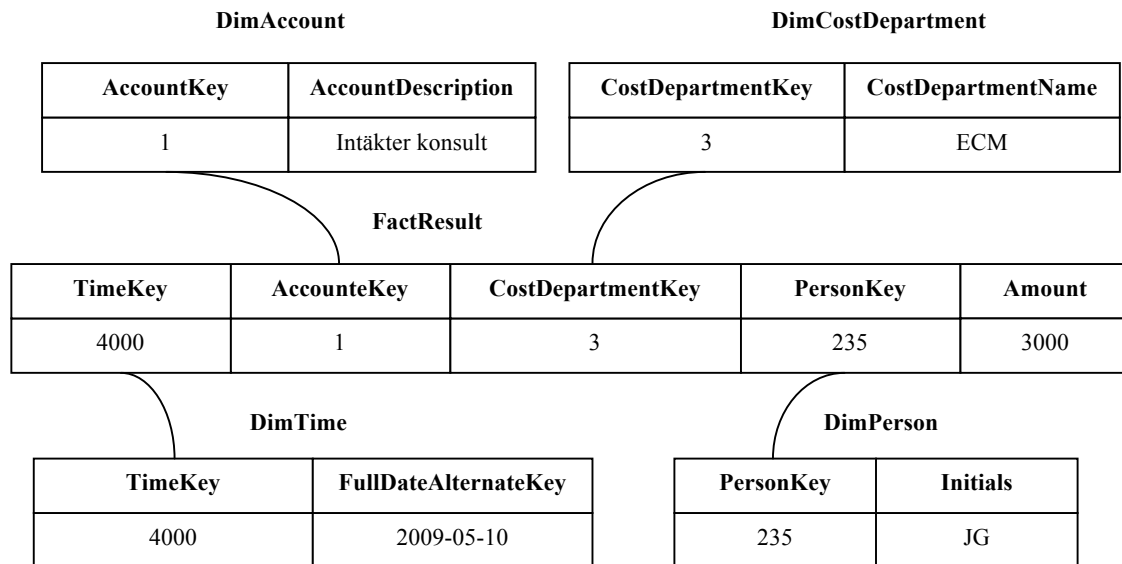 DimAccount DimCostDepartment
AccountKey AccountDescription CostDepartmentKey CostDepartmentName
1 Intäkter konsult 3 ECM
FactResult
TimeKey AccounteKey CostDepartmentKey PersonKey Amount
4000 1 3 235 3000
DimTime DimPerson
TimeKey FullDateAlternateKey PersonKey Initials
4000 2009-05-10 235 JG